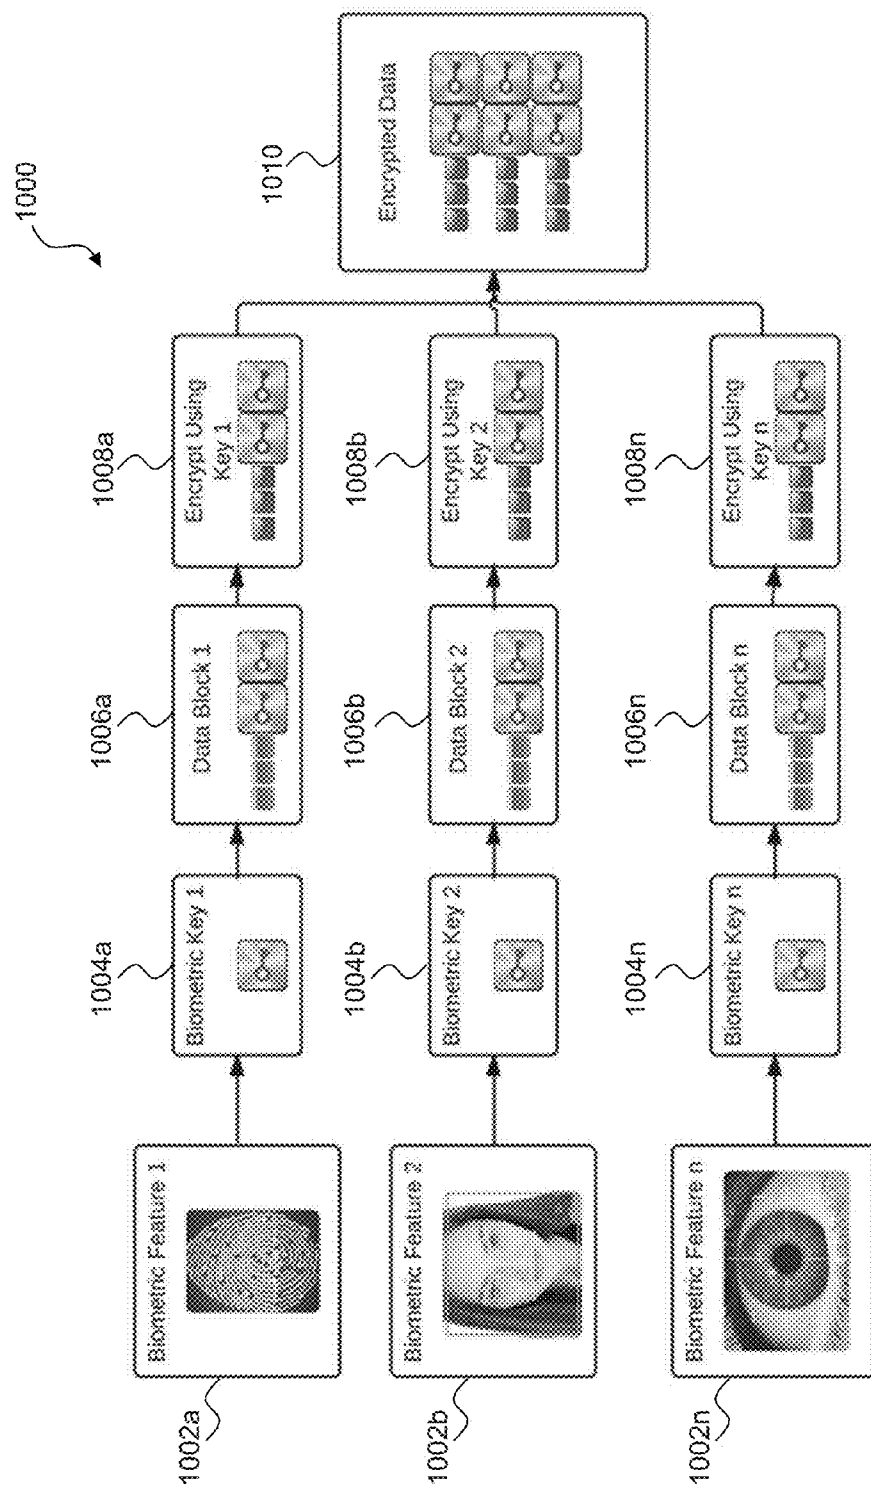 1000
1002a
Biometric Feature 1
1004a
Biometric Key 1
1006a
Data Block 1
1008a
Encrypt Using
Key 1
1002b
Biometric Feature 2
1004b
Biometric Key 2
1006b
Data Block 2
1008b
Encrypt Using
Key 2
1002n
Biometric Feature n
1004n
Biometric Key n
1006n
Data Block n
1008n
Encrypt Using
Key n
1010
Encrypted Data